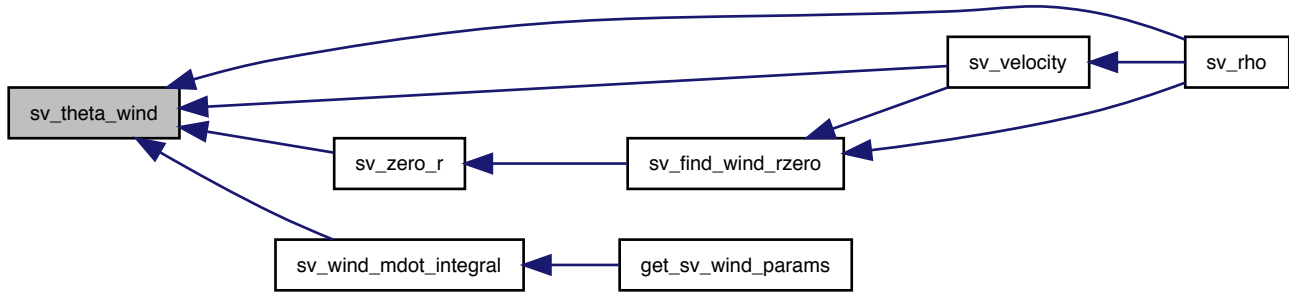 sv_velocity
sv_rho
sv_theta_wind
sv_zero_r
sv_find_wind_rzero
sv_wind_mdot_integral
get_sv_wind_params